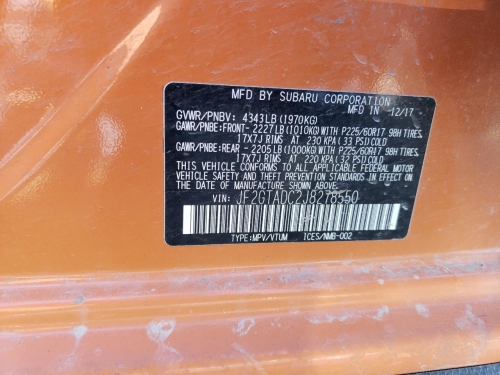 MFD BY SUBARU CORPORATION
MFD IN 12/17
GVWR/PNBV: 4343LB(1970KG)
GAWR/PNBE:FRONT- 2227LB(1010KG)WITH P225/60R17 98H TIRES,
17X7J RIMS AT 230 KPA(33 PSI)COLD
GAWR/PNBE:REAR -2205LB(1000KG)WITH P225/60R17 98H TIRES,
17X7J RIMS AT 220 KPA(32 PSI)COLD
THIS VEHICLE CONFORMS TO ALL APPLICABLE FEDERAL MOTOR
VEHICLE SAFETY STANDARDS IN EFFECT ON
THE DATE OF MANUFACTURE SHOWN ABOVE.
VIN: JF2GTADC2J8278550
TYPE:MPV/VTUM ICES/NMB-002